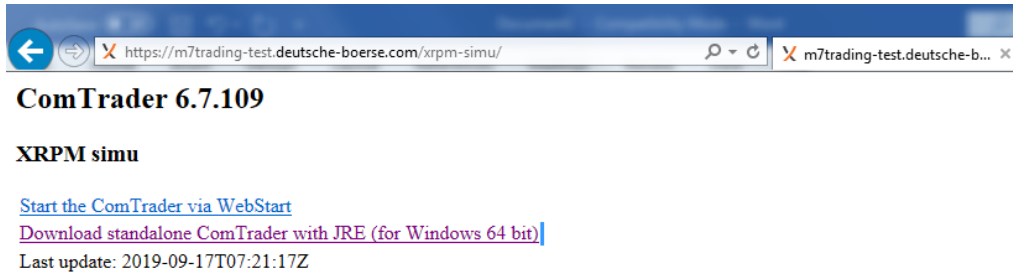 https://m7trading-test.deutsche-boerse.com/xrpm-simu/
m7trading-test.deutsche-b...
ComTrader 6.7.109
XRPM simu
Start the ComTrader via WebStart
Download standalone ComTrader with JRE (for Windows 64 bit)
Last update: 2019-09-17T07:21:17Z